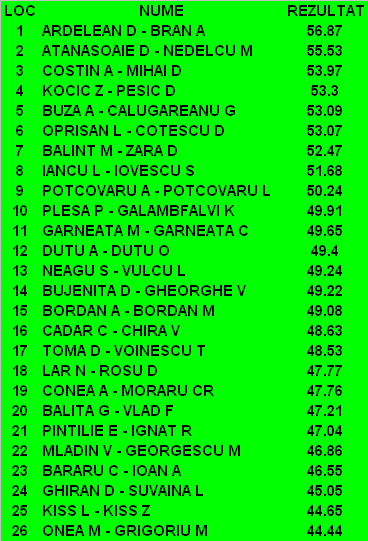 LOC NUME REZULTAT
1 ARDELEAN D - BRAN A 56.87
2 ATANASOAIE D - NEDELCU M 55.53
3 COSTIN A - MIHAI D 53.97
4 KOCIC Z - PESIC D 53.3
5 BUZA A - CALUGAREANU G 53.09
6 OPRISAN L - COTESCU D 53.07
7 BALINT M - ZARA D 52.47
8 IANCU L - IOVESCU S 51.68
9 POTCOVARU A - POTCOVARU L 50.24
10 PLESA P - GALAMBFALVI K 49.91
11 GARNEATA M - GARNEATA C 49.65
12 DUTU A - DUTU O 49.4
13 NEAGU S - VULCU L 49.24
14 BUJENITA D - GHEORGHE V 49.22
15 BORDAN A - BORDAN M 49.08
16 CADAR C - CHIRA V 48.63
17 TOMA D - VOINESCU T 48.53
18 LAR N - ROSU D 47.77
19 CONEA A - MORARU CR 47.76
20 BALITA G - VLAD F 47.21
21 PINTILIE E - IGNAT R 47.04
22 MLADIN V - GEORGESCU M 46.86
23 BARARU C - IOAN A 46.55
24 GHIRAN D - SUVAINA L 45.05
25 KISS L - KISS Z 44.65
26 ONEA M - GRIGORIU M 44.44